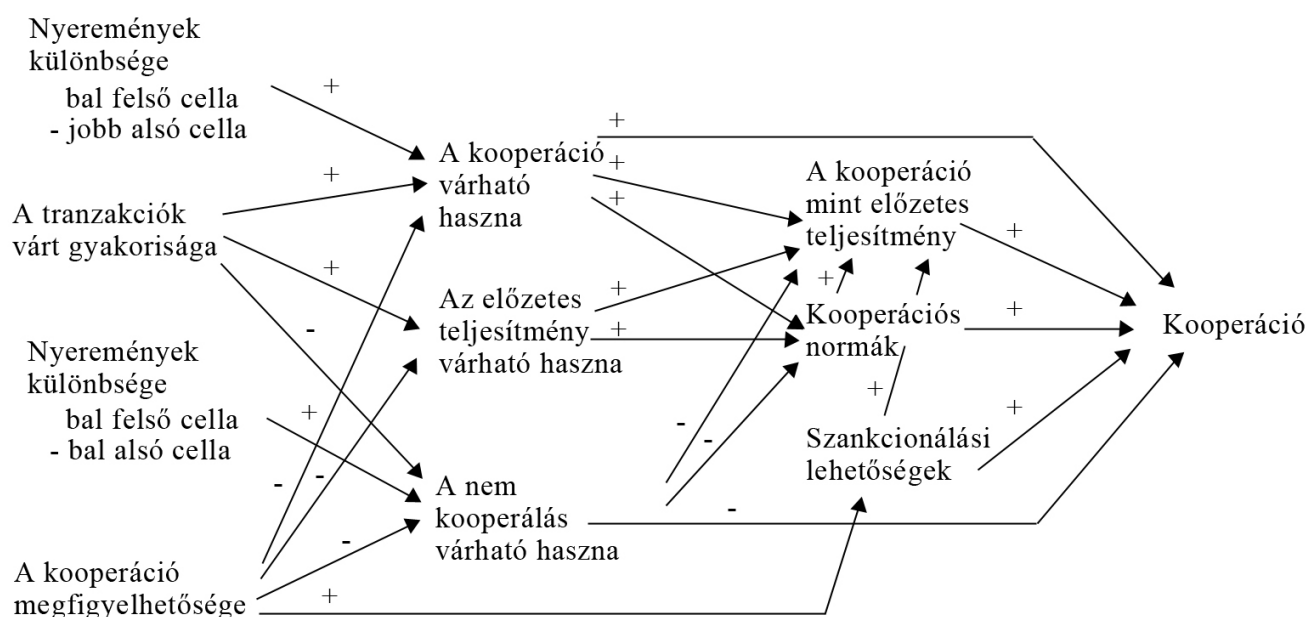 Nyeremények
különbsége
bal felső cella
- jobb alsó cella
A tranzakciók
várt gyakorisága
Nyeremények
különbsége
bal felső cella
- bal alsó cella
A kooperáció
megfigyelhetősége
+
+
+
-
+
-
-
-
+
A kooperáció
várható
haszna
Az előzetes
teljesítmény
várható haszna
A nem
kooperálás
várható haszna
+
+
+
+
+
-
-
-
A kooperáció
mint előzetes
teljesítmény
+
Kooperációs
normák
+
Szankcionálási
lehetőségek
+
+
+
Kooperáció